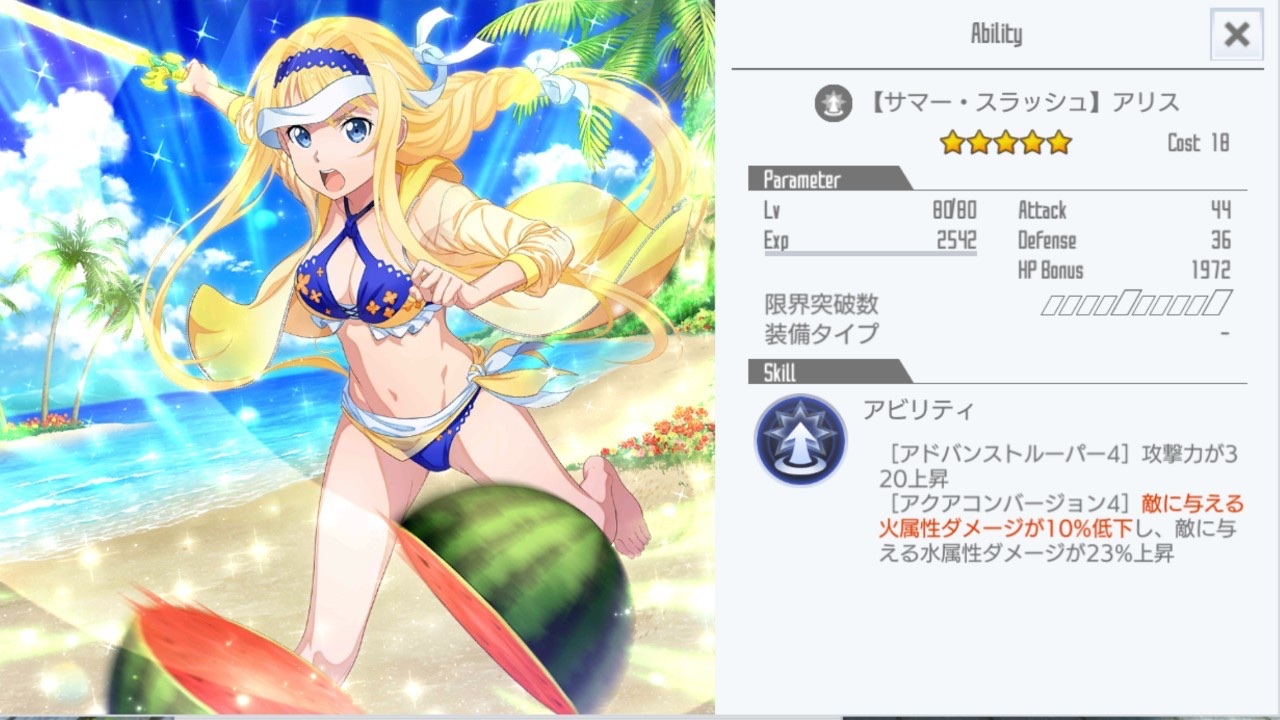 Ability
【サマー・スラッシュ】アリス
Cost 18
Parameter
Lv 80/80
Attack 44
Exp 2542
Defense 36
HP Bonus 1972
限界突破数
装備タイプ -
Skill
アビリティ
［アドバンストルーパー4］攻撃力が3
20上昇
［アクアコンバージョン4］敵に与える
火属性ダメージが10%低下し、敵に与
える水属性ダメージが23%上昇